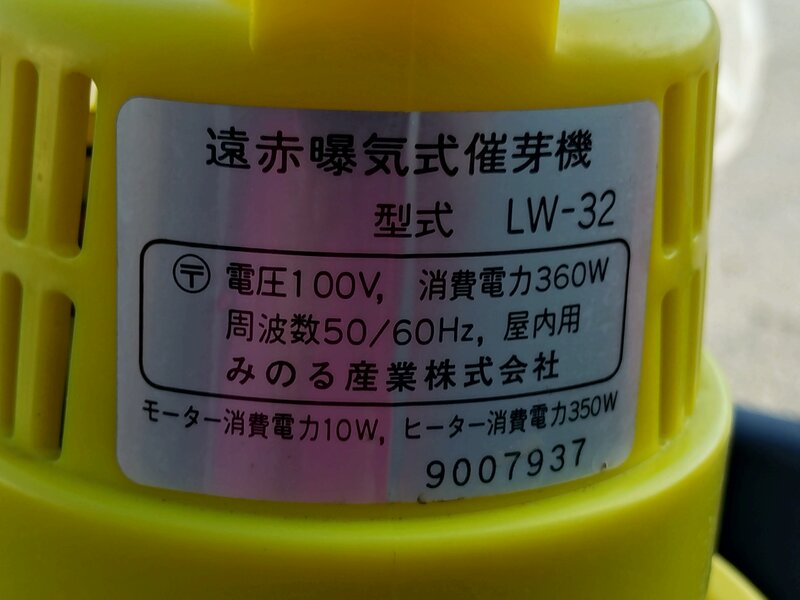 遠赤曝気式催芽機
型式 LW-32
〶 電圧100V, 消費電力360W
周波数50/60Hz, 屋内用
みのる産業株式会社
モーター消費電力10W, ヒーター消費電力350W
9007937